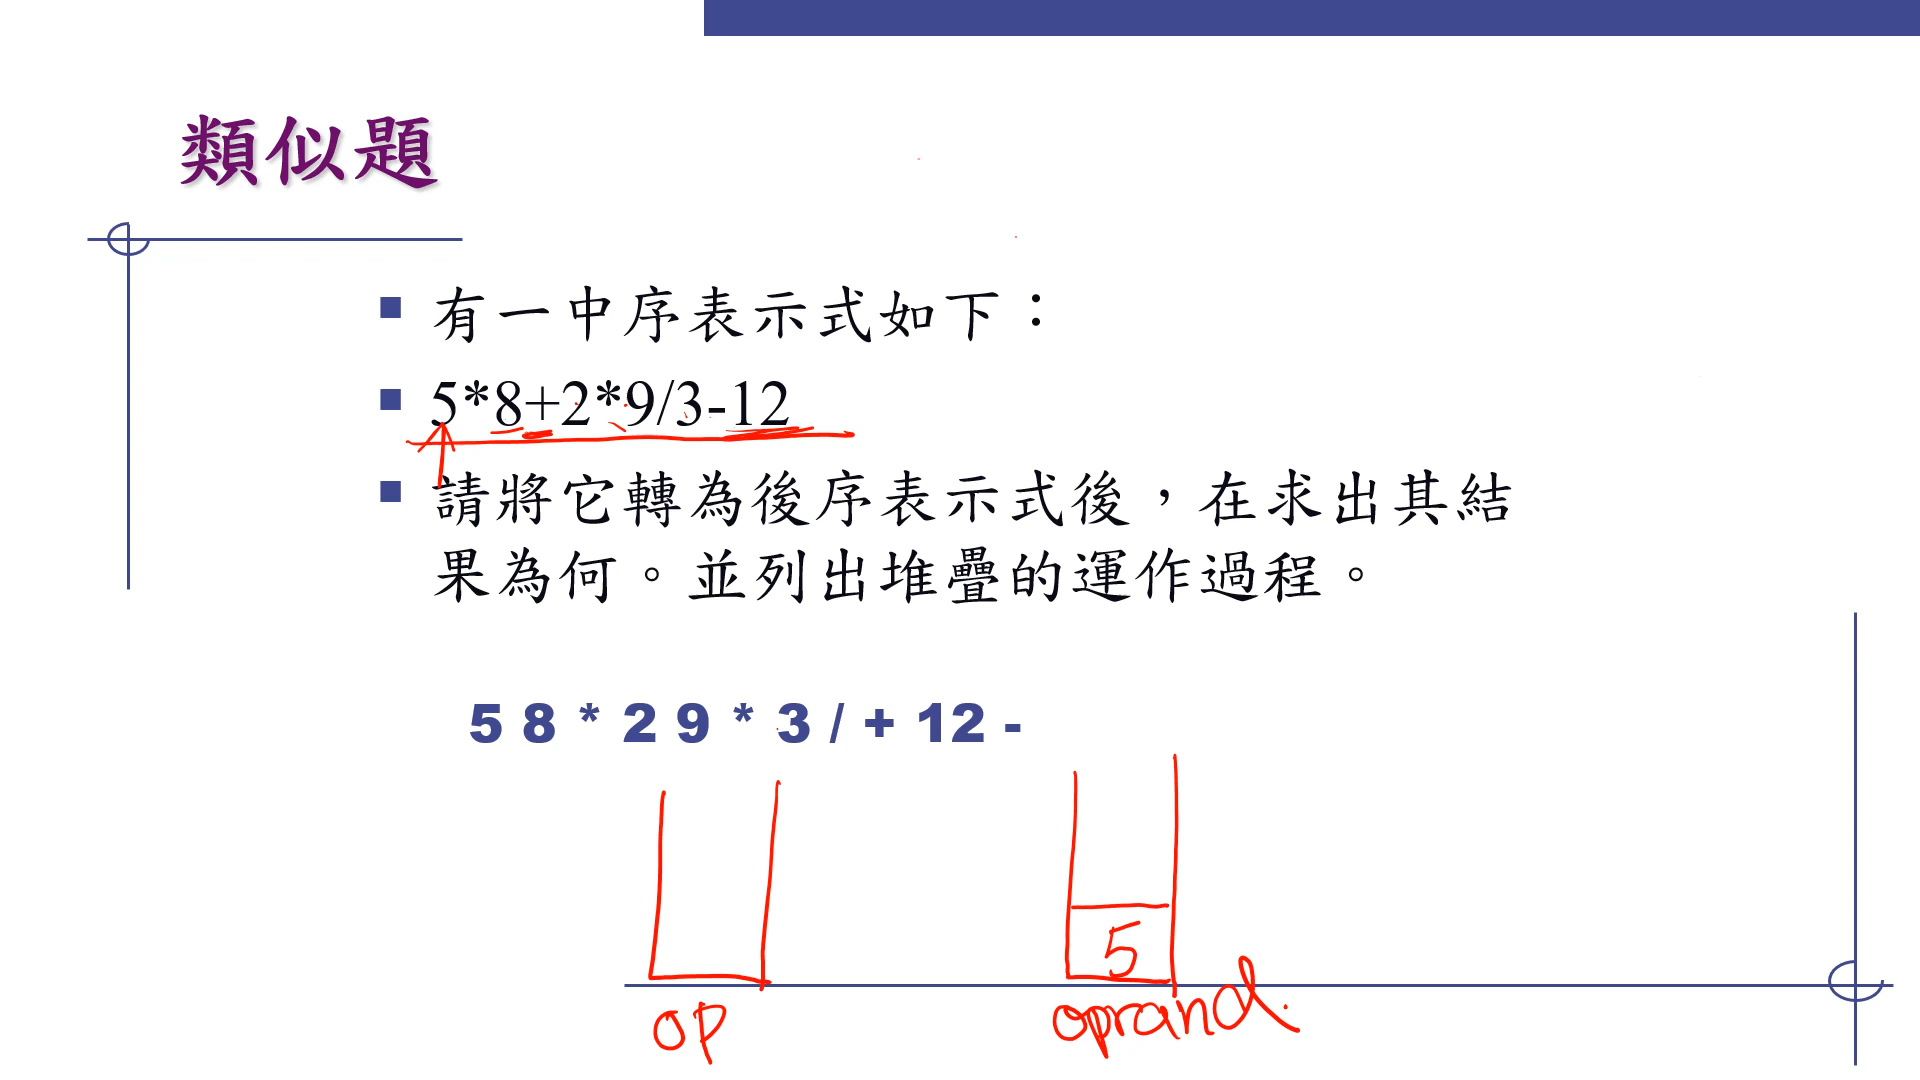 類似題
有一中序表示式如下：
5*8+2*9/3-12
請將它轉為後序表示式後，在求出其結
果為何。並列出堆疊的運作過程。
5 8 * 2 9 * 3 / + 12 -
5
op
oprand.